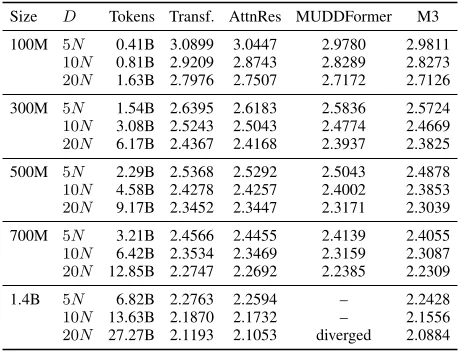 Size D Tokens Transf. AttnRes MUDDFormer M3
100M 5N 0.41B 3.0899 3.0447 2.9780 2.9811
10N 0.81B 2.9209 2.8743 2.8289 2.8273
20N 1.63B 2.7976 2.7507 2.7172 2.7126
300M 5N 1.54B 2.6395 2.6183 2.5836 2.5724
10N 3.08B 2.5243 2.5043 2.4774 2.4669
20N 6.17B 2.4367 2.4168 2.3937 2.3825
500M 5N 2.29B 2.5368 2.5292 2.5043 2.4878
10N 4.58B 2.4278 2.4257 2.4002 2.3853
20N 9.17B 2.3452 2.3447 2.3171 2.3039
700M 5N 3.21B 2.4566 2.4455 2.4139 2.4055
10N 6.42B 2.3534 2.3469 2.3159 2.3087
20N 12.85B 2.2747 2.2692 2.2385 2.2309
1.4B 5N 6.82B 2.2763 2.2594 – 2.2428
10N 13.63B 2.1870 2.1732 – 2.1556
20N 27.27B 2.1193 2.1053 diverged 2.0884